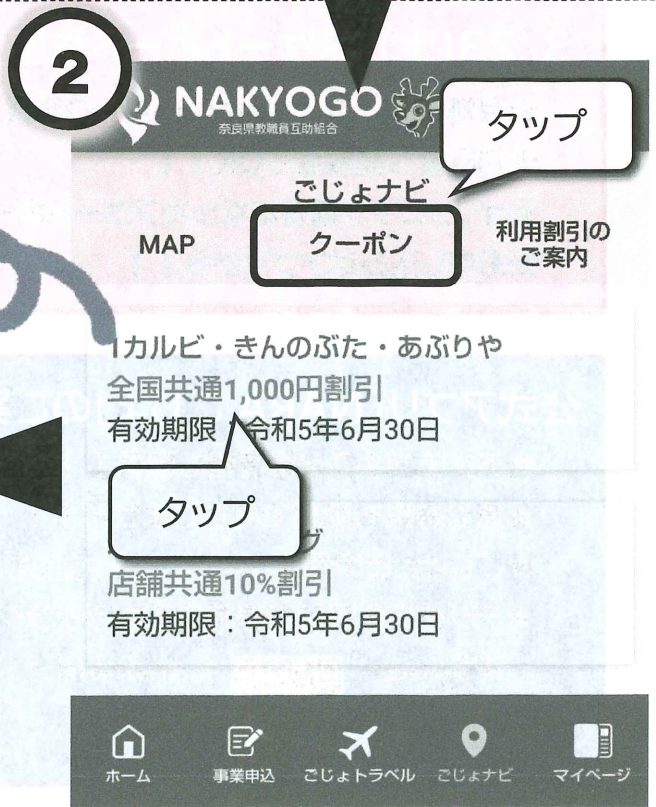 2
NAKYOGO
奈良県教職員互助組合
タップ
ごじょナビ
MAP
クーポン
利用割引の
ご案内
カルビ・きんのぶた・あぶりや
全国共通1,000円割引
有効期限：令和5年6月30日
タップ
グ
店舗共通10%割引
有効期限：令和5年6月30日
ホーム
事業申込
ごじょトラベル
ごじょナビ
マイページ